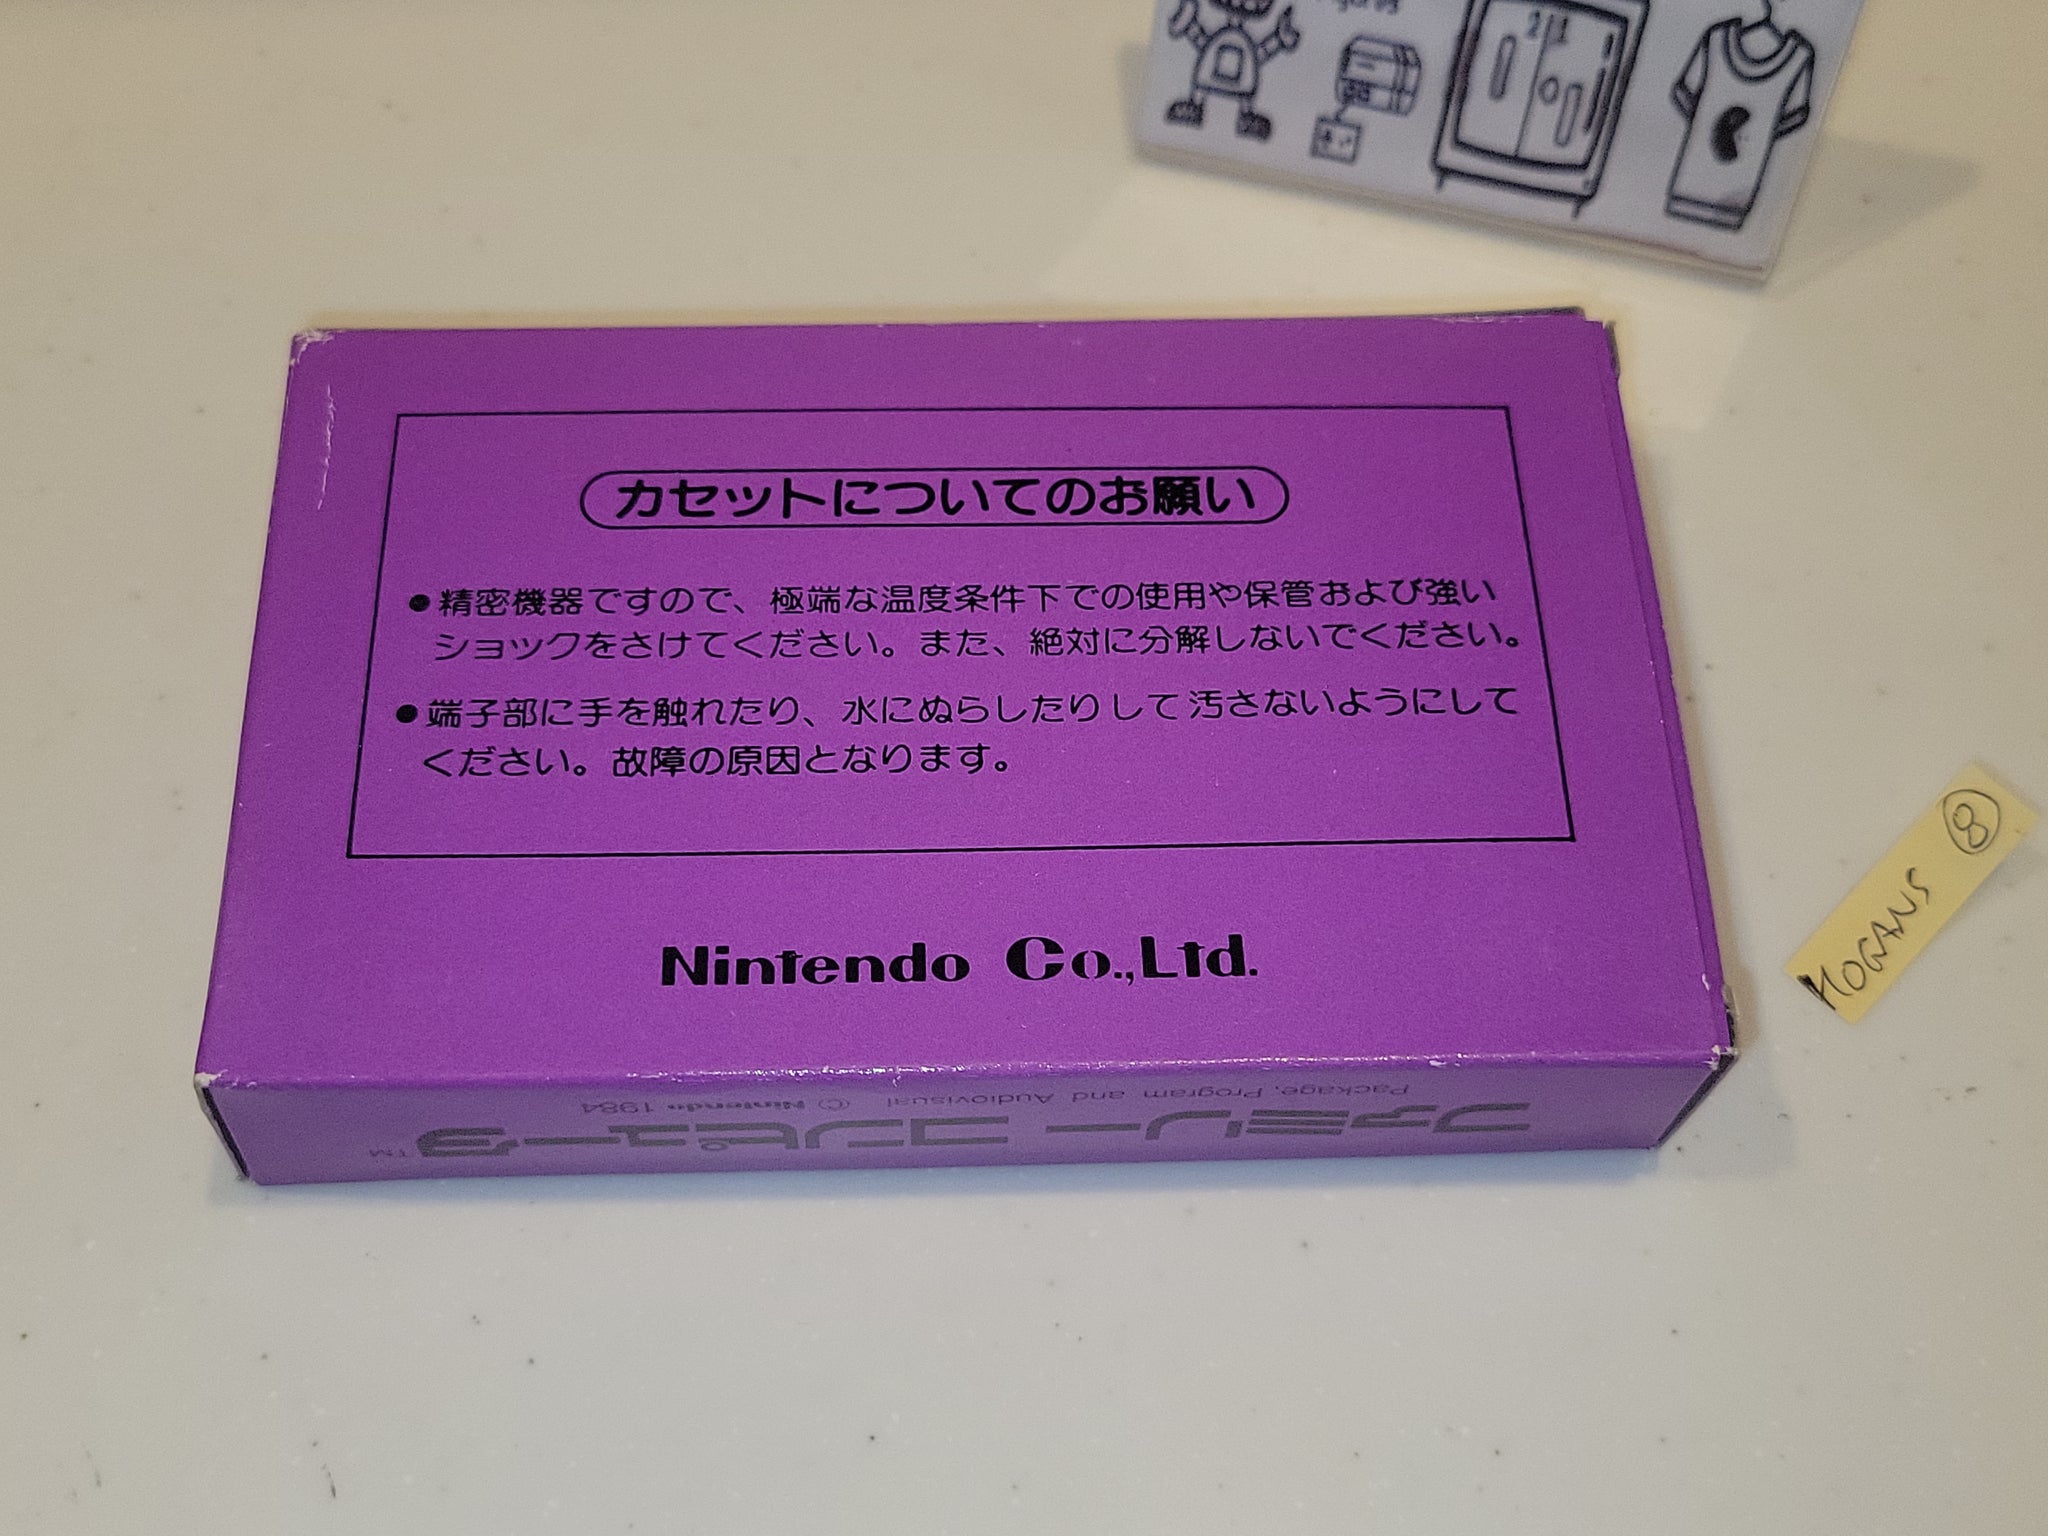 カセットについてのお願い
●精密機器ですので、極端な温度条件下での使用や保管および強い
ショックをさけてください。また、絶対に分解しないでください。
●端子部に手を触れたり、水にぬらしたりして汚さないようにして
ください。故障の原因となります。
Nintendo Co.,Ltd.
ファミリー コンピュータ™
Package, Program and Audiovisual © Nintendo 1984
HOGANS 8
2 1